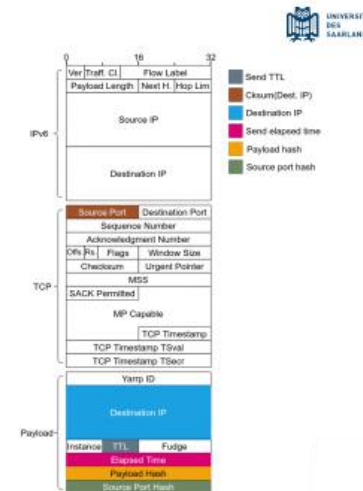 UNIVERSITÄT
DES
SAARLANDES
0 16 32
Ver Traff. Cl. Flow Label
Payload Length Next H. Hop Lim
Source IP
IPv6
Destination IP
Send TTL
Cksum(Dest. IP)
Destination IP
Send elapsed time
Payload hash
Source port hash
Source Port Destination Port
Sequence Number
Acknowledgment Number
Offs. Rs. Flags Window Size
Checksum Urgent Pointer
MSS
TCP
SACK Permitted
MP Capable
TCP Timestamp
TCP Timestamp TSval
TCP Timestamp TSecr
Yarrp ID
Destination IP
Payload
Instance TTL Fudge
Elapsed Time
Payload Hash
Source Port Hash